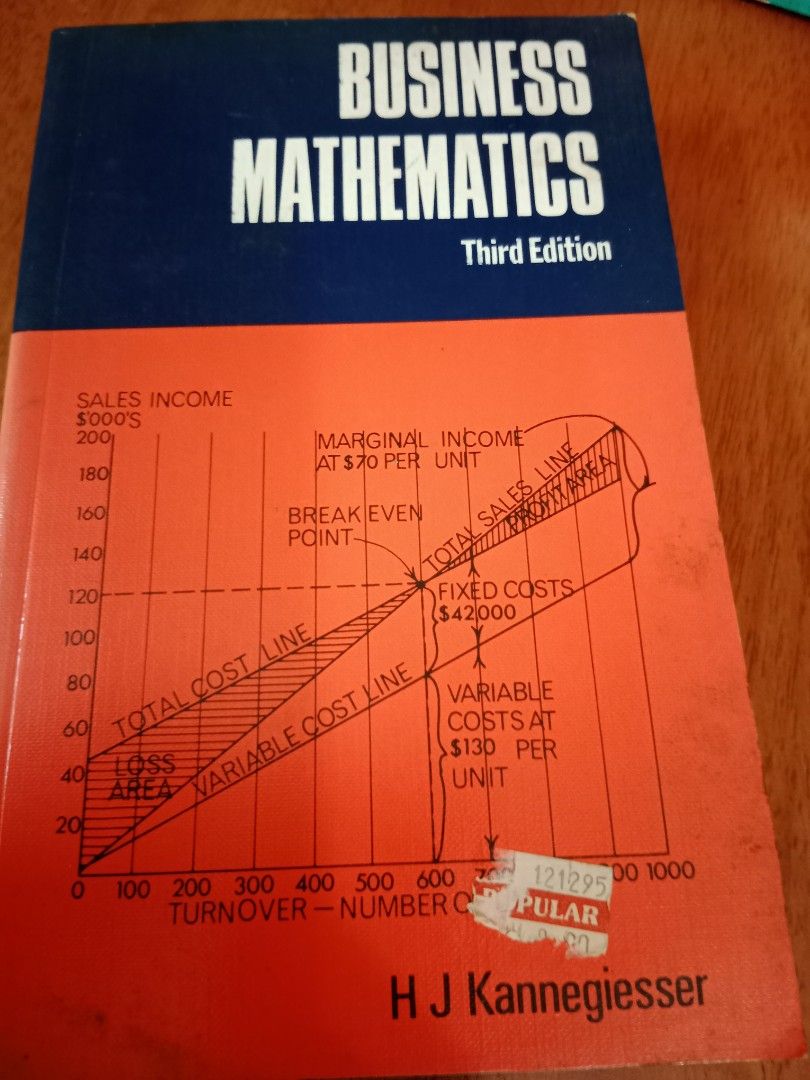 BUSINESS
MATHEMATICS
Third Edition
SALES INCOME
$'000'S
200
180
160
140
120
100
80
60
40
20
MARGINAL INCOME
AT $70 PER UNIT
BREAK EVEN
POINT
TOTAL SALES LINE
PROFIT AREA
FIXED COSTS
$42000
TOTAL COST LINE
VARIABLE COST LINE
LOSS
AREA
VARIABLE
COSTS AT
$130 PER
UNIT
0 100 200 300 400 500 600 1000
TURNOVER — NUMBER
121295
H J Kannegiesser